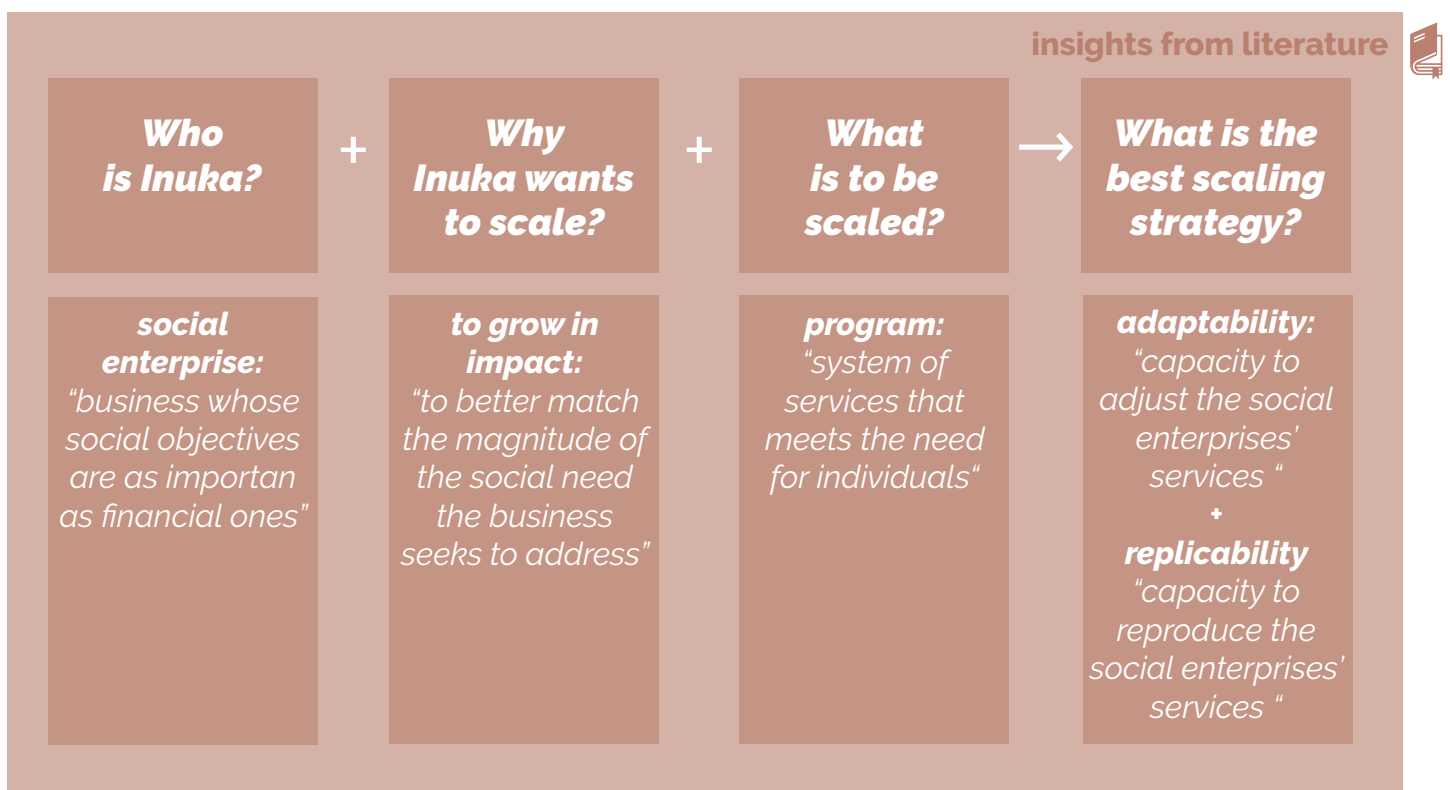 insights from literature
Who
is Inuka?
+
Why
Inuka wants
to scale?
+
What
is to be
scaled?
→
What is the
best scaling
strategy?
social
enterprise:
“business whose
social objectives
are as importan
as financial ones”
to grow in
impact:
“to better match
the magnitude of
the social need
the business
seeks to address”
program:
“system of
services that
meets the need
for individuals“
adaptability:
“capacity to
adjust the social
enterprises’
services “
+
replicability
“capacity to
reproduce the
social enterprises’
services “